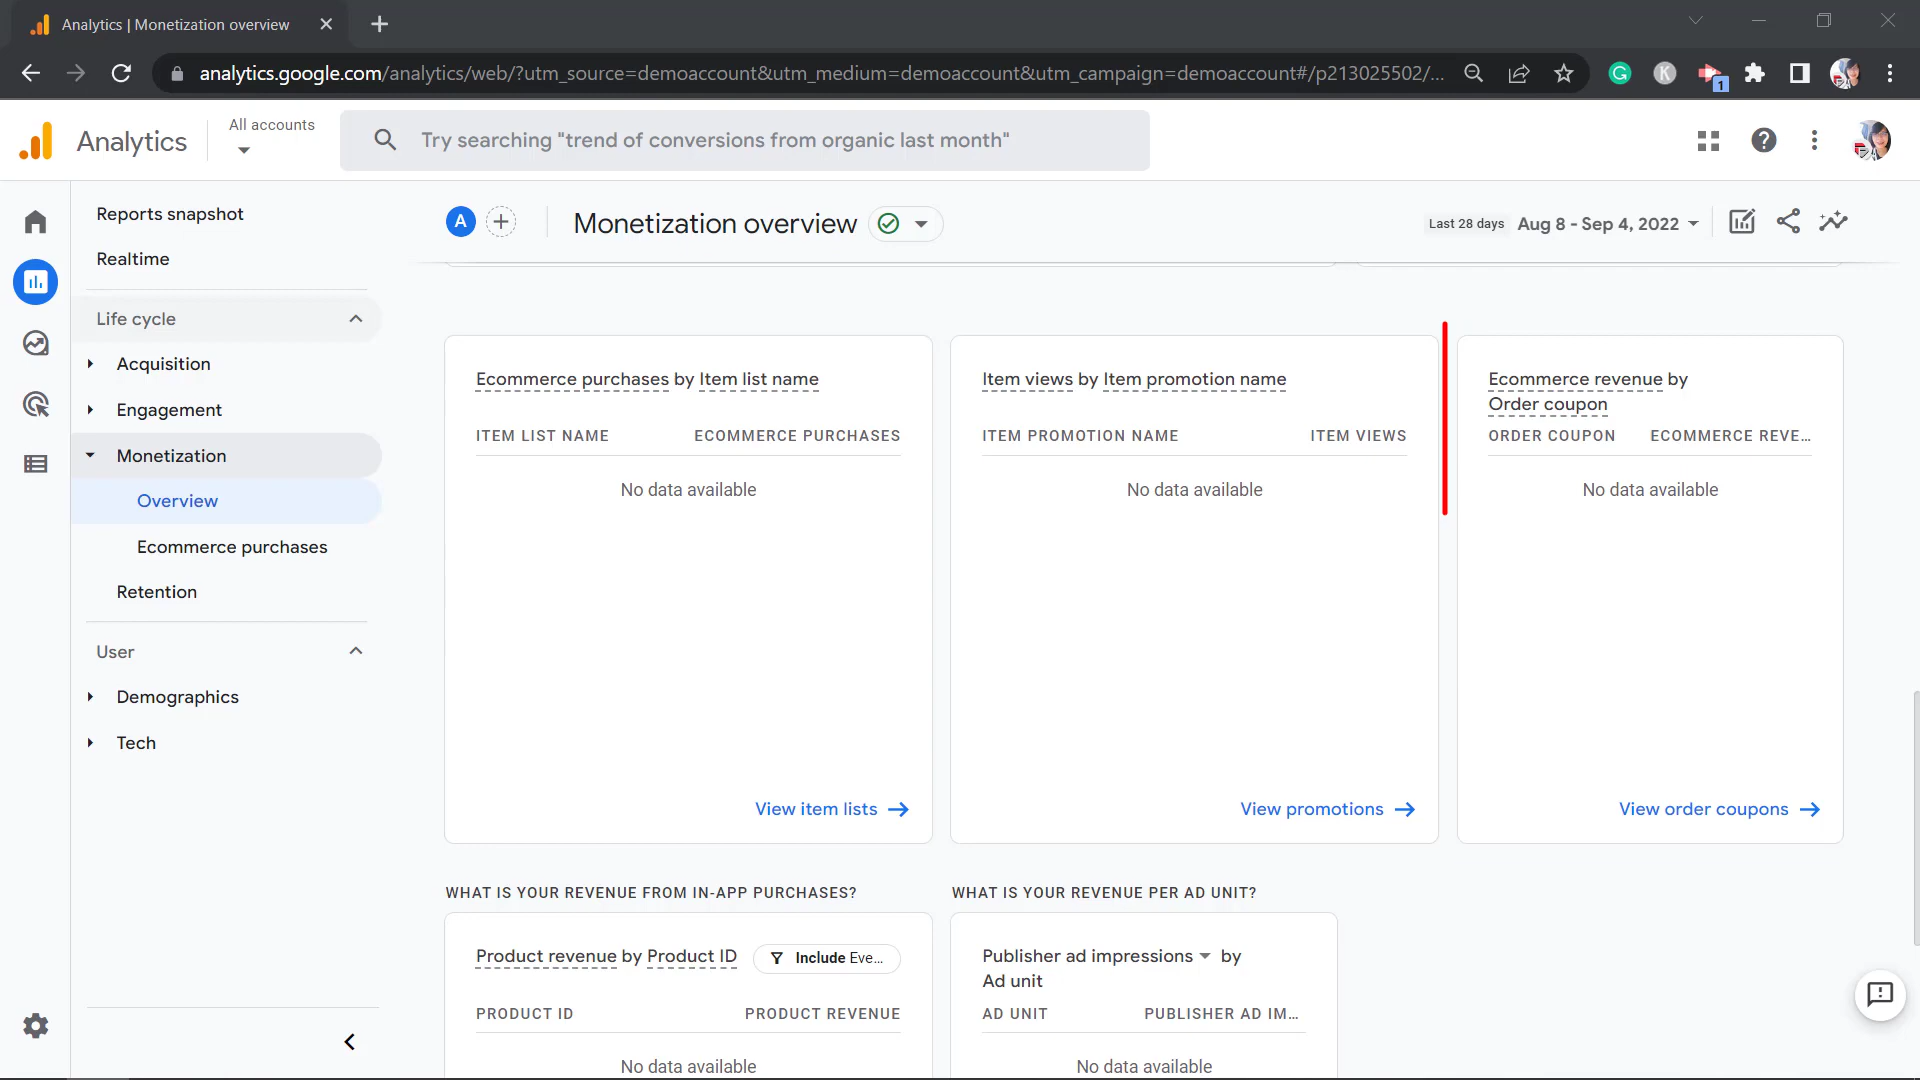 Analytics | Monetization overview
analytics.google.com/analytics/web/?utm_source=demoaccount&utm_medium=demoaccount&utm_campaign=demoaccount#/p213025502/...
1
Analytics
All accounts
Try searching "trend of conversions from organic last month"
Reports snapshot
Realtime
Life cycle
Acquisition
Engagement
Monetization
Overview
Ecommerce purchases
Retention
User
Demographics
Tech
A
Monetization overview
Last 28 days Aug 8 - Sep 4, 2022
Ecommerce purchases by Item list name
ITEM LIST NAME ECOMMERCE PURCHASES
No data available
View item lists
Item views by Item promotion name
ITEM PROMOTION NAME ITEM VIEWS
No data available
View promotions
Ecommerce revenue by
Order coupon
ORDER COUPON ECOMMERCE REVE...
No data available
View order coupons
WHAT IS YOUR REVENUE FROM IN-APP PURCHASES?
Product revenue by Product ID Include Eve...
PRODUCT ID PRODUCT REVENUE
No data available
WHAT IS YOUR REVENUE PER AD UNIT?
Publisher ad impressions by
Ad unit
AD UNIT PUBLISHER AD IM...
No data available